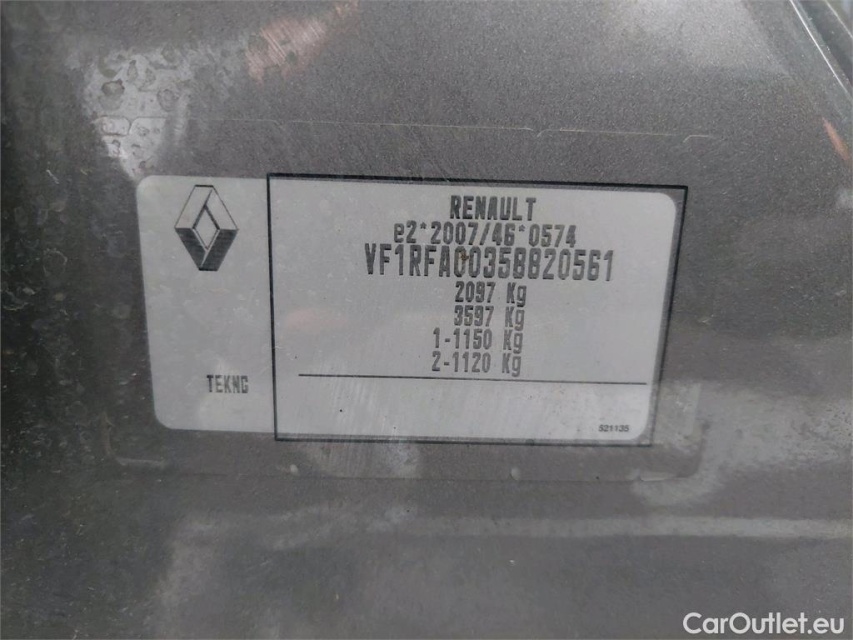 RENAULT
e2*2007/46*0574
VF1RFA00358820561
2097 Kg
3597 Kg
1-1150 Kg
2-1120 Kg
TEKNG
521135
CarOutlet.eu